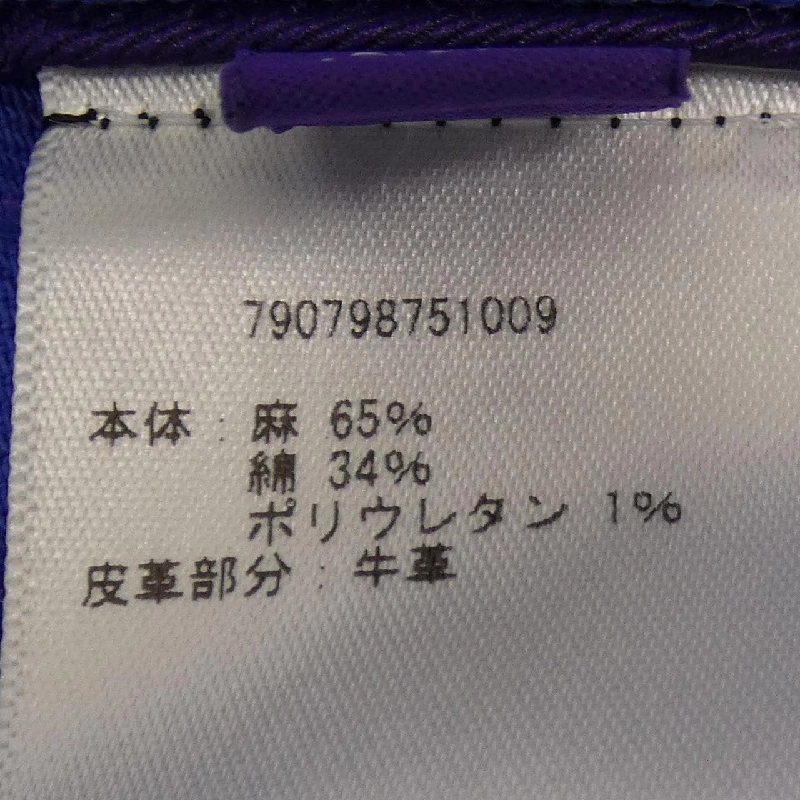 790798751009
本体：麻 65%
綿 34%
ポリウレタン 1%
皮革部分：牛革